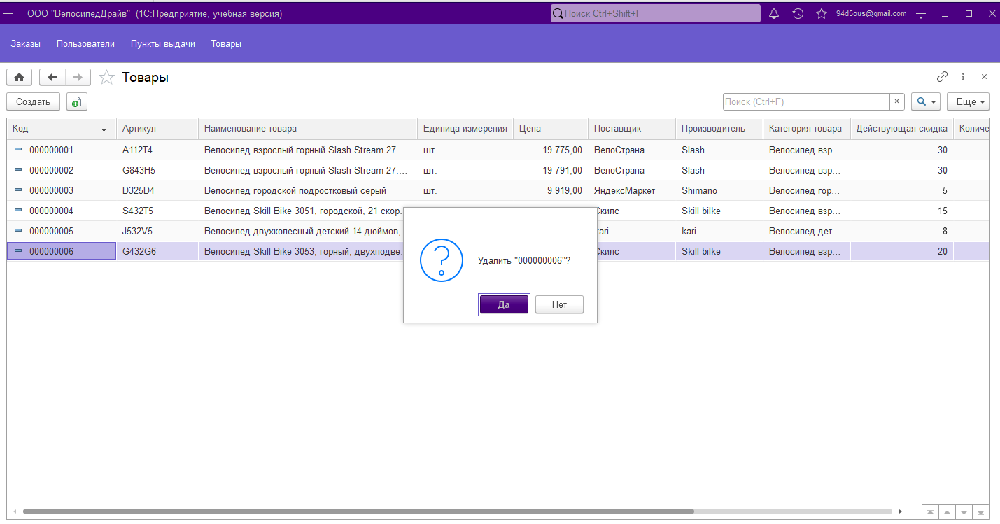 ООО "ВелосипедДрайв" (1С:Предприятие, учебная версия)
Поиск Ctrl+Shift+F
94d5ous@gmail.com
Заказы Пользователи Пункты выдачи Товары
Товары
Создать
Поиск (Ctrl+F)
×
Еще
Код ↓ Артикул Наименование товара Единица измерения Цена Поставщик Производитель Категория товара Действующая скидка Количе
000000001 A112T4 Велосипед взрослый горный Slash Stream 27.... шт. 19 775,00 ВелоСтрана Slash Велосипед взр... 30
000000002 G843H5 Велосипед взрослый горный Slash Stream 27.... шт. 19 791,00 ВелоСтрана Slash Велосипед взр... 30
000000003 D325D4 Велосипед городской подростковый серый шт. 9 919,00 ЯндексМаркет Shimano Велосипед гор... 5
000000004 S432T5 Велосипед Skill Bike 3051, городской, 21 скор. Скилс Skill bilke Велосипед взр... 15
000000005 J532V5 Велосипед двухколесный детский 14 дюймов,. kari kari Велосипед дет... 8
000000006 G432G6 Велосипед Skill Bike 3053, горный, двухподве. Скилс Skill bilke Велосипед взр... 20
?
Удалить "000000006"?
Да Нет